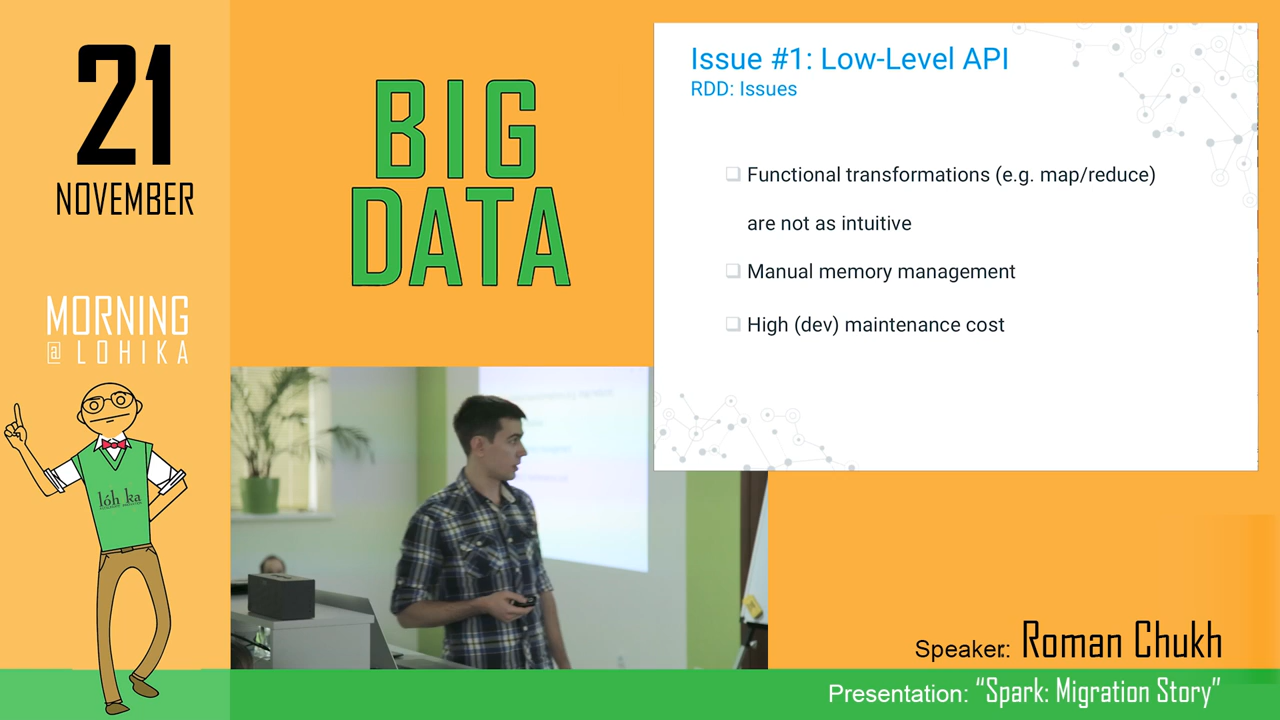 21
NOVEMBER
MORNING
@ LOHIKA
lóhika
BIG
DATA
Issue #1: Low-Level API
RDD: Issues
Functional transformations (e.g. map/reduce)
are not as intuitive
Manual memory management
High (dev) maintenance cost
Speaker: Roman Chukh
Presentation: “Spark: Migration Story”